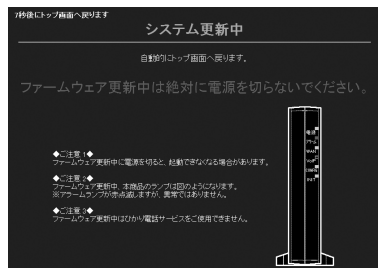 7秒後にトップ画面へ戻ります
システム更新中
自動的にトップ画面へ戻ります。
ファームウェア更新中は絶対に電源を切らないでください。
◆ご注意 1◆
ファームウェア更新中に電源を切ると、起動できなくなる場合があります。
◆ご注意 2◆
ファームウェア更新中、本商品のランプは図のようになります。
※アラームランプが赤点滅しますが、異常ではありません。
◆ご注意 3◆
ファームウェア更新中はひかり電話サービスをご使用できません。
電源
アラーム